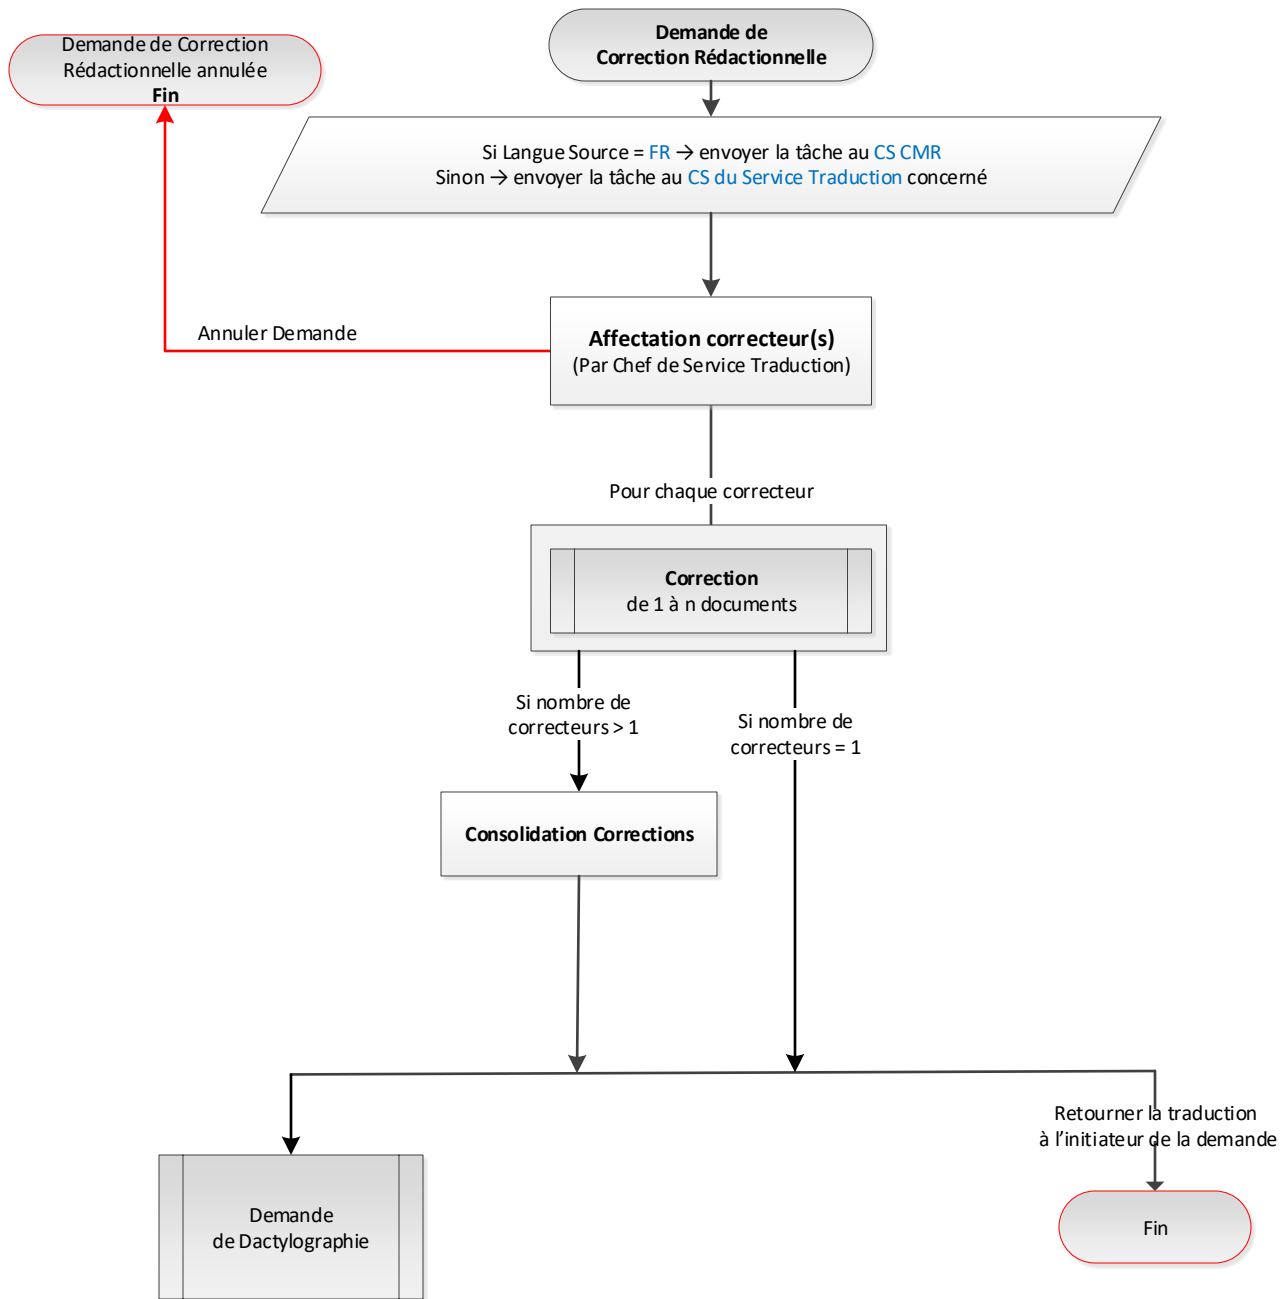 Demande de Correction
Rédactionnelle annulée
Fin
Demande de
Correction Rédactionnelle
Si Langue Source = FR → envoyer la tâche au CS CMR
Sinon → envoyer la tâche au CS du Service Traduction concerné
Annuler Demande
Affectation correcteur(s)
(Par Chef de Service Traduction)
Pour chaque correcteur
Correction
de 1 à n documents
Si nombre de
correcteurs > 1
Si nombre de
correcteurs = 1
Consolidation Corrections
Retourner la traduction
à l’initiateur de la demande
Demande
de Dactylographie
Fin